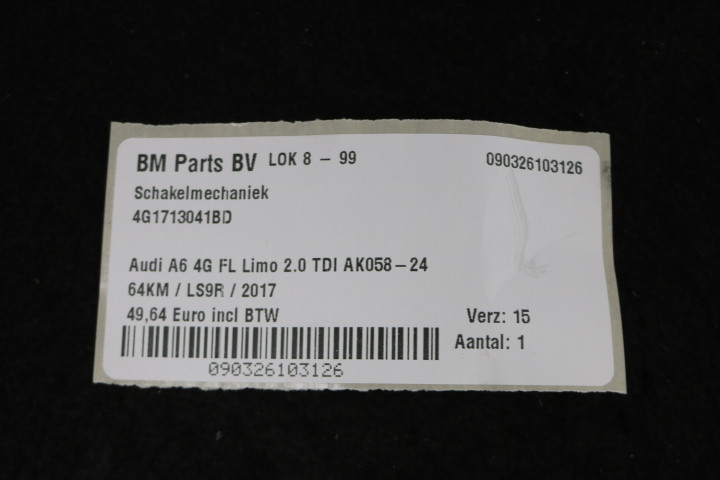 BM Parts BV LOK 8 – 99 090326103126
Schakelmechaniek
4G1713041BD
Audi A6 4G FL Limo 2.0 TDI AK058–24
64KM / LS9R / 2017
49,64 Euro incl BTW Verz: 15
Aantal: 1
090326103126